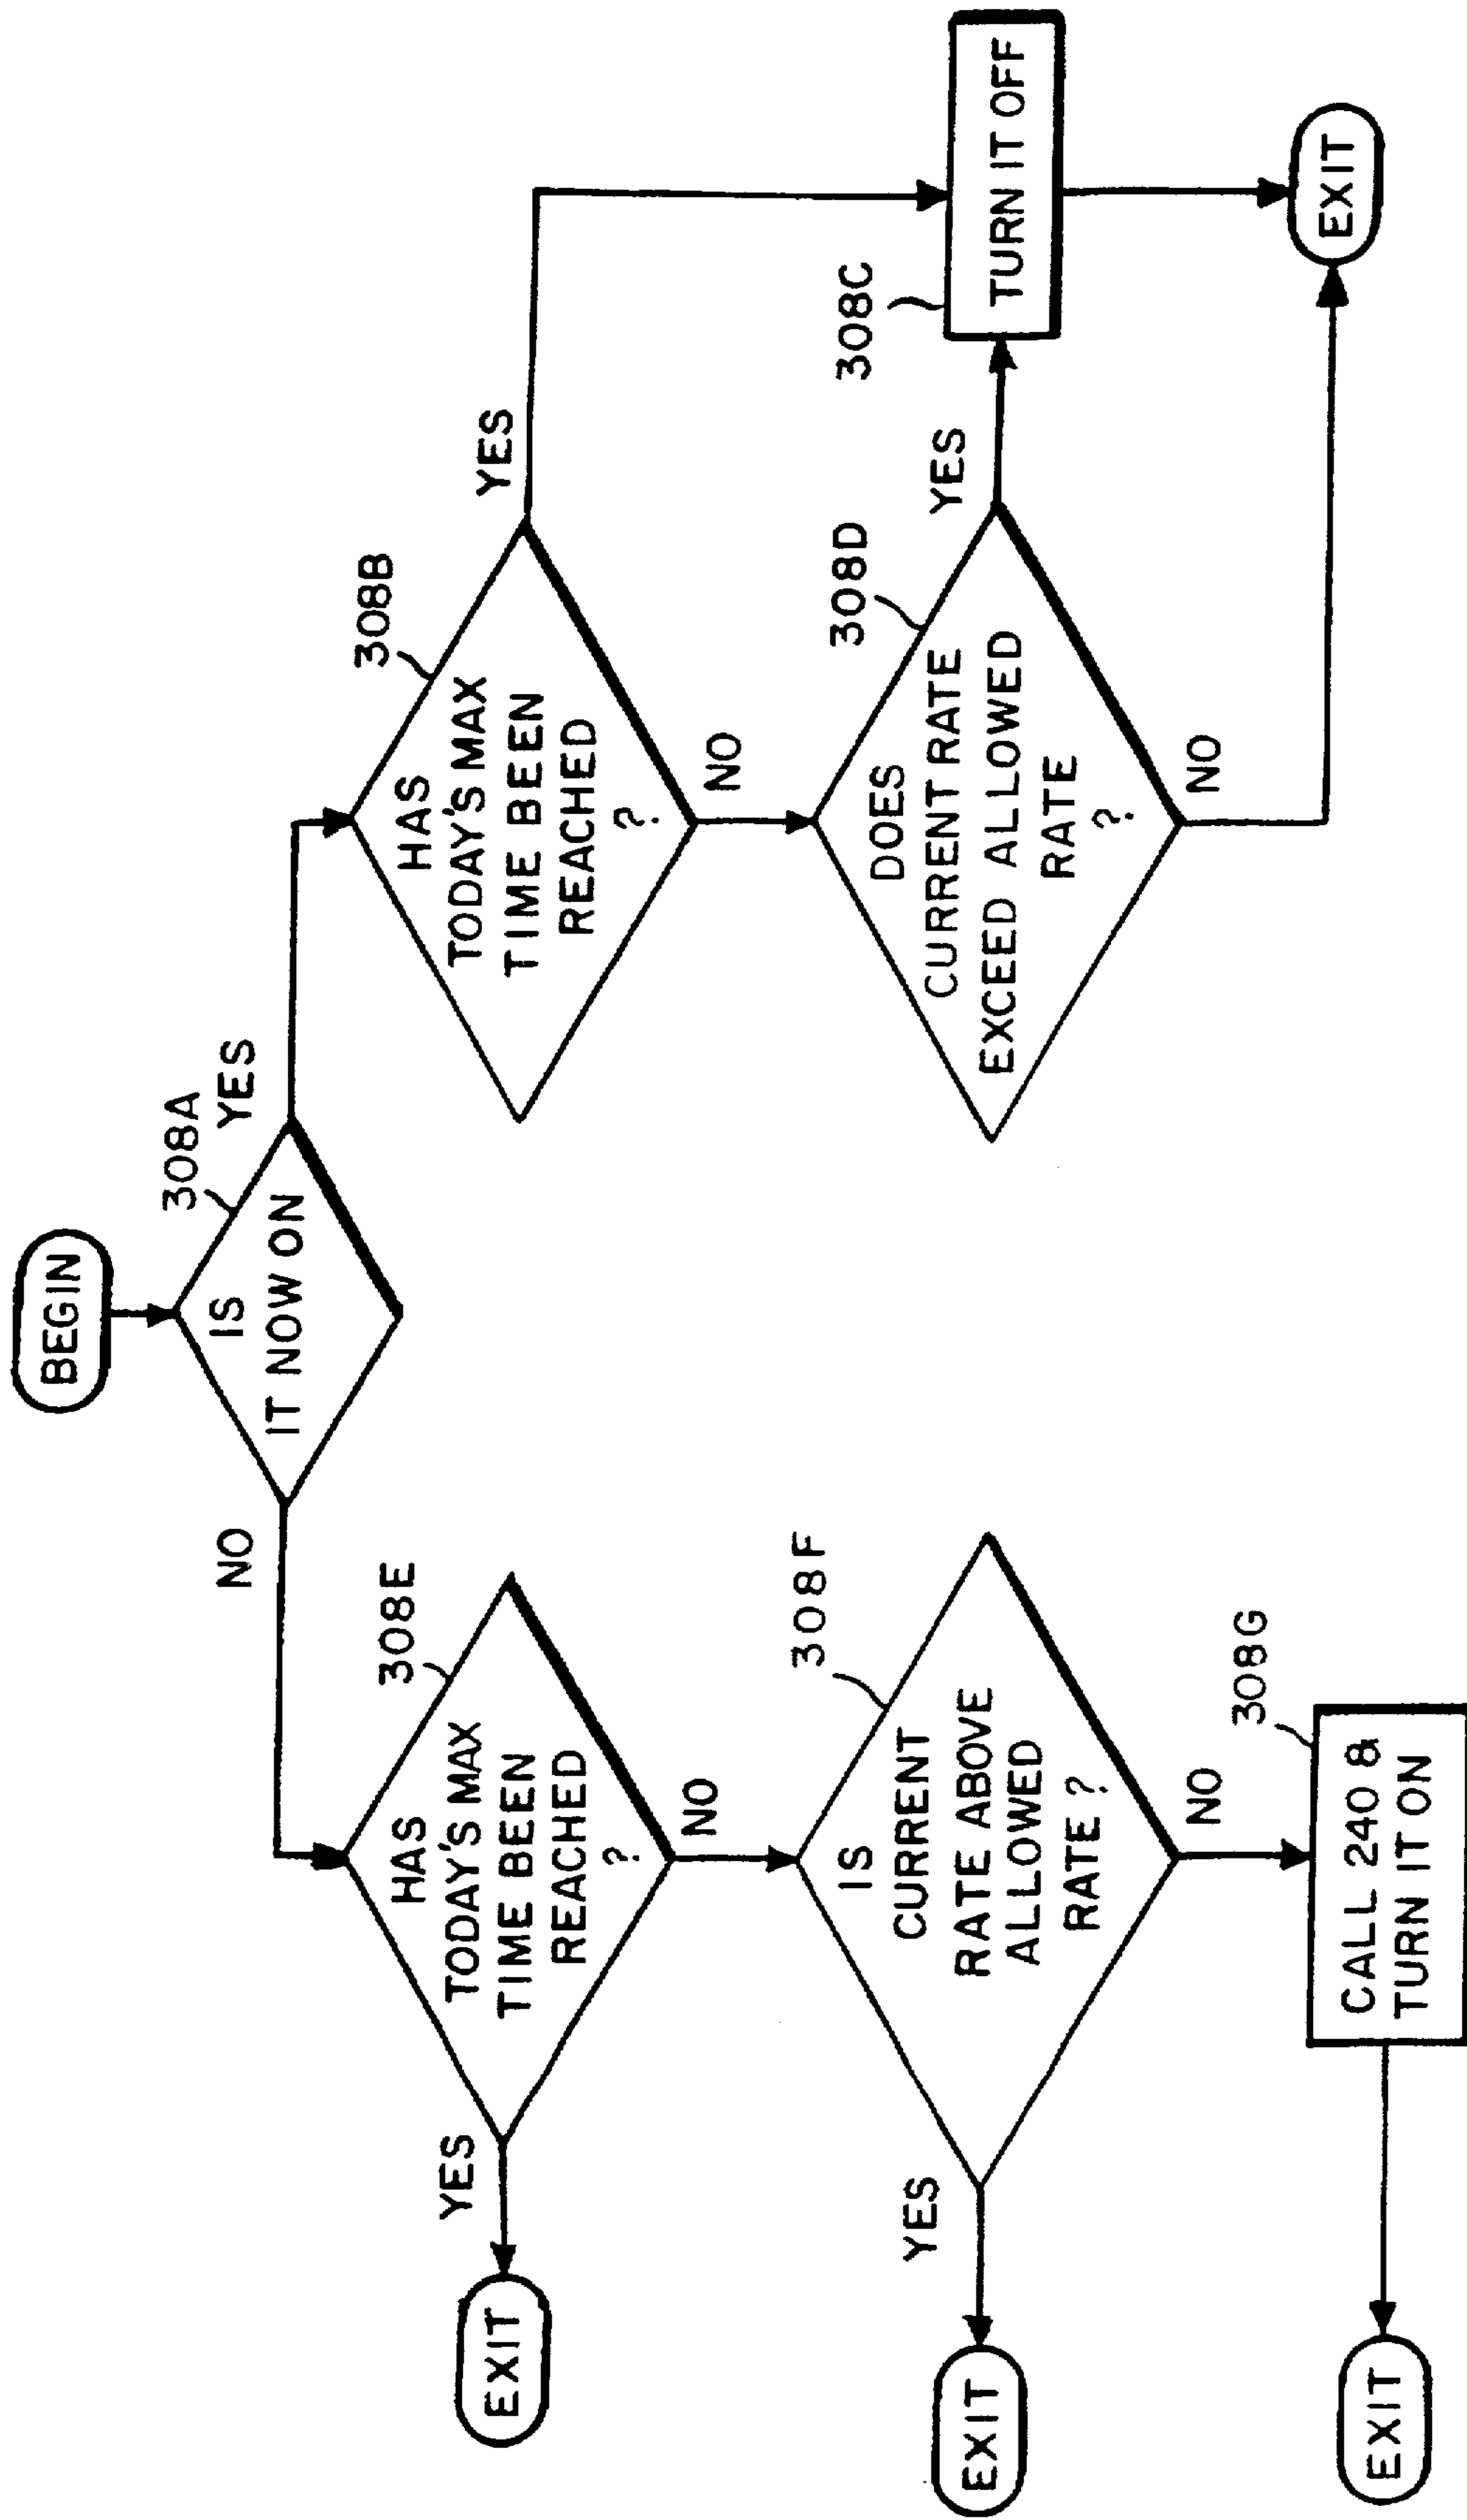 BEGIN
308A
IS
IT NOW ON
NO
YES
308E
HAS
TODAY'S MAX
TIME BEEN
REACHED
?
YES
EXIT
NO
308F
IS
CURRENT
RATE ABOVE
ALLOWED
RATE ?
YES
EXIT
NO
308G
CALL 240 &
TURN IT ON
EXIT
308B
HAS
TODAY'S MAX
TIME BEEN
REACHED
?
YES
NO
308D
DOES
CURRENT RATE
EXCEED ALLOWED
RATE
?
YES
NO
308C
TURN IT OFF
EXIT